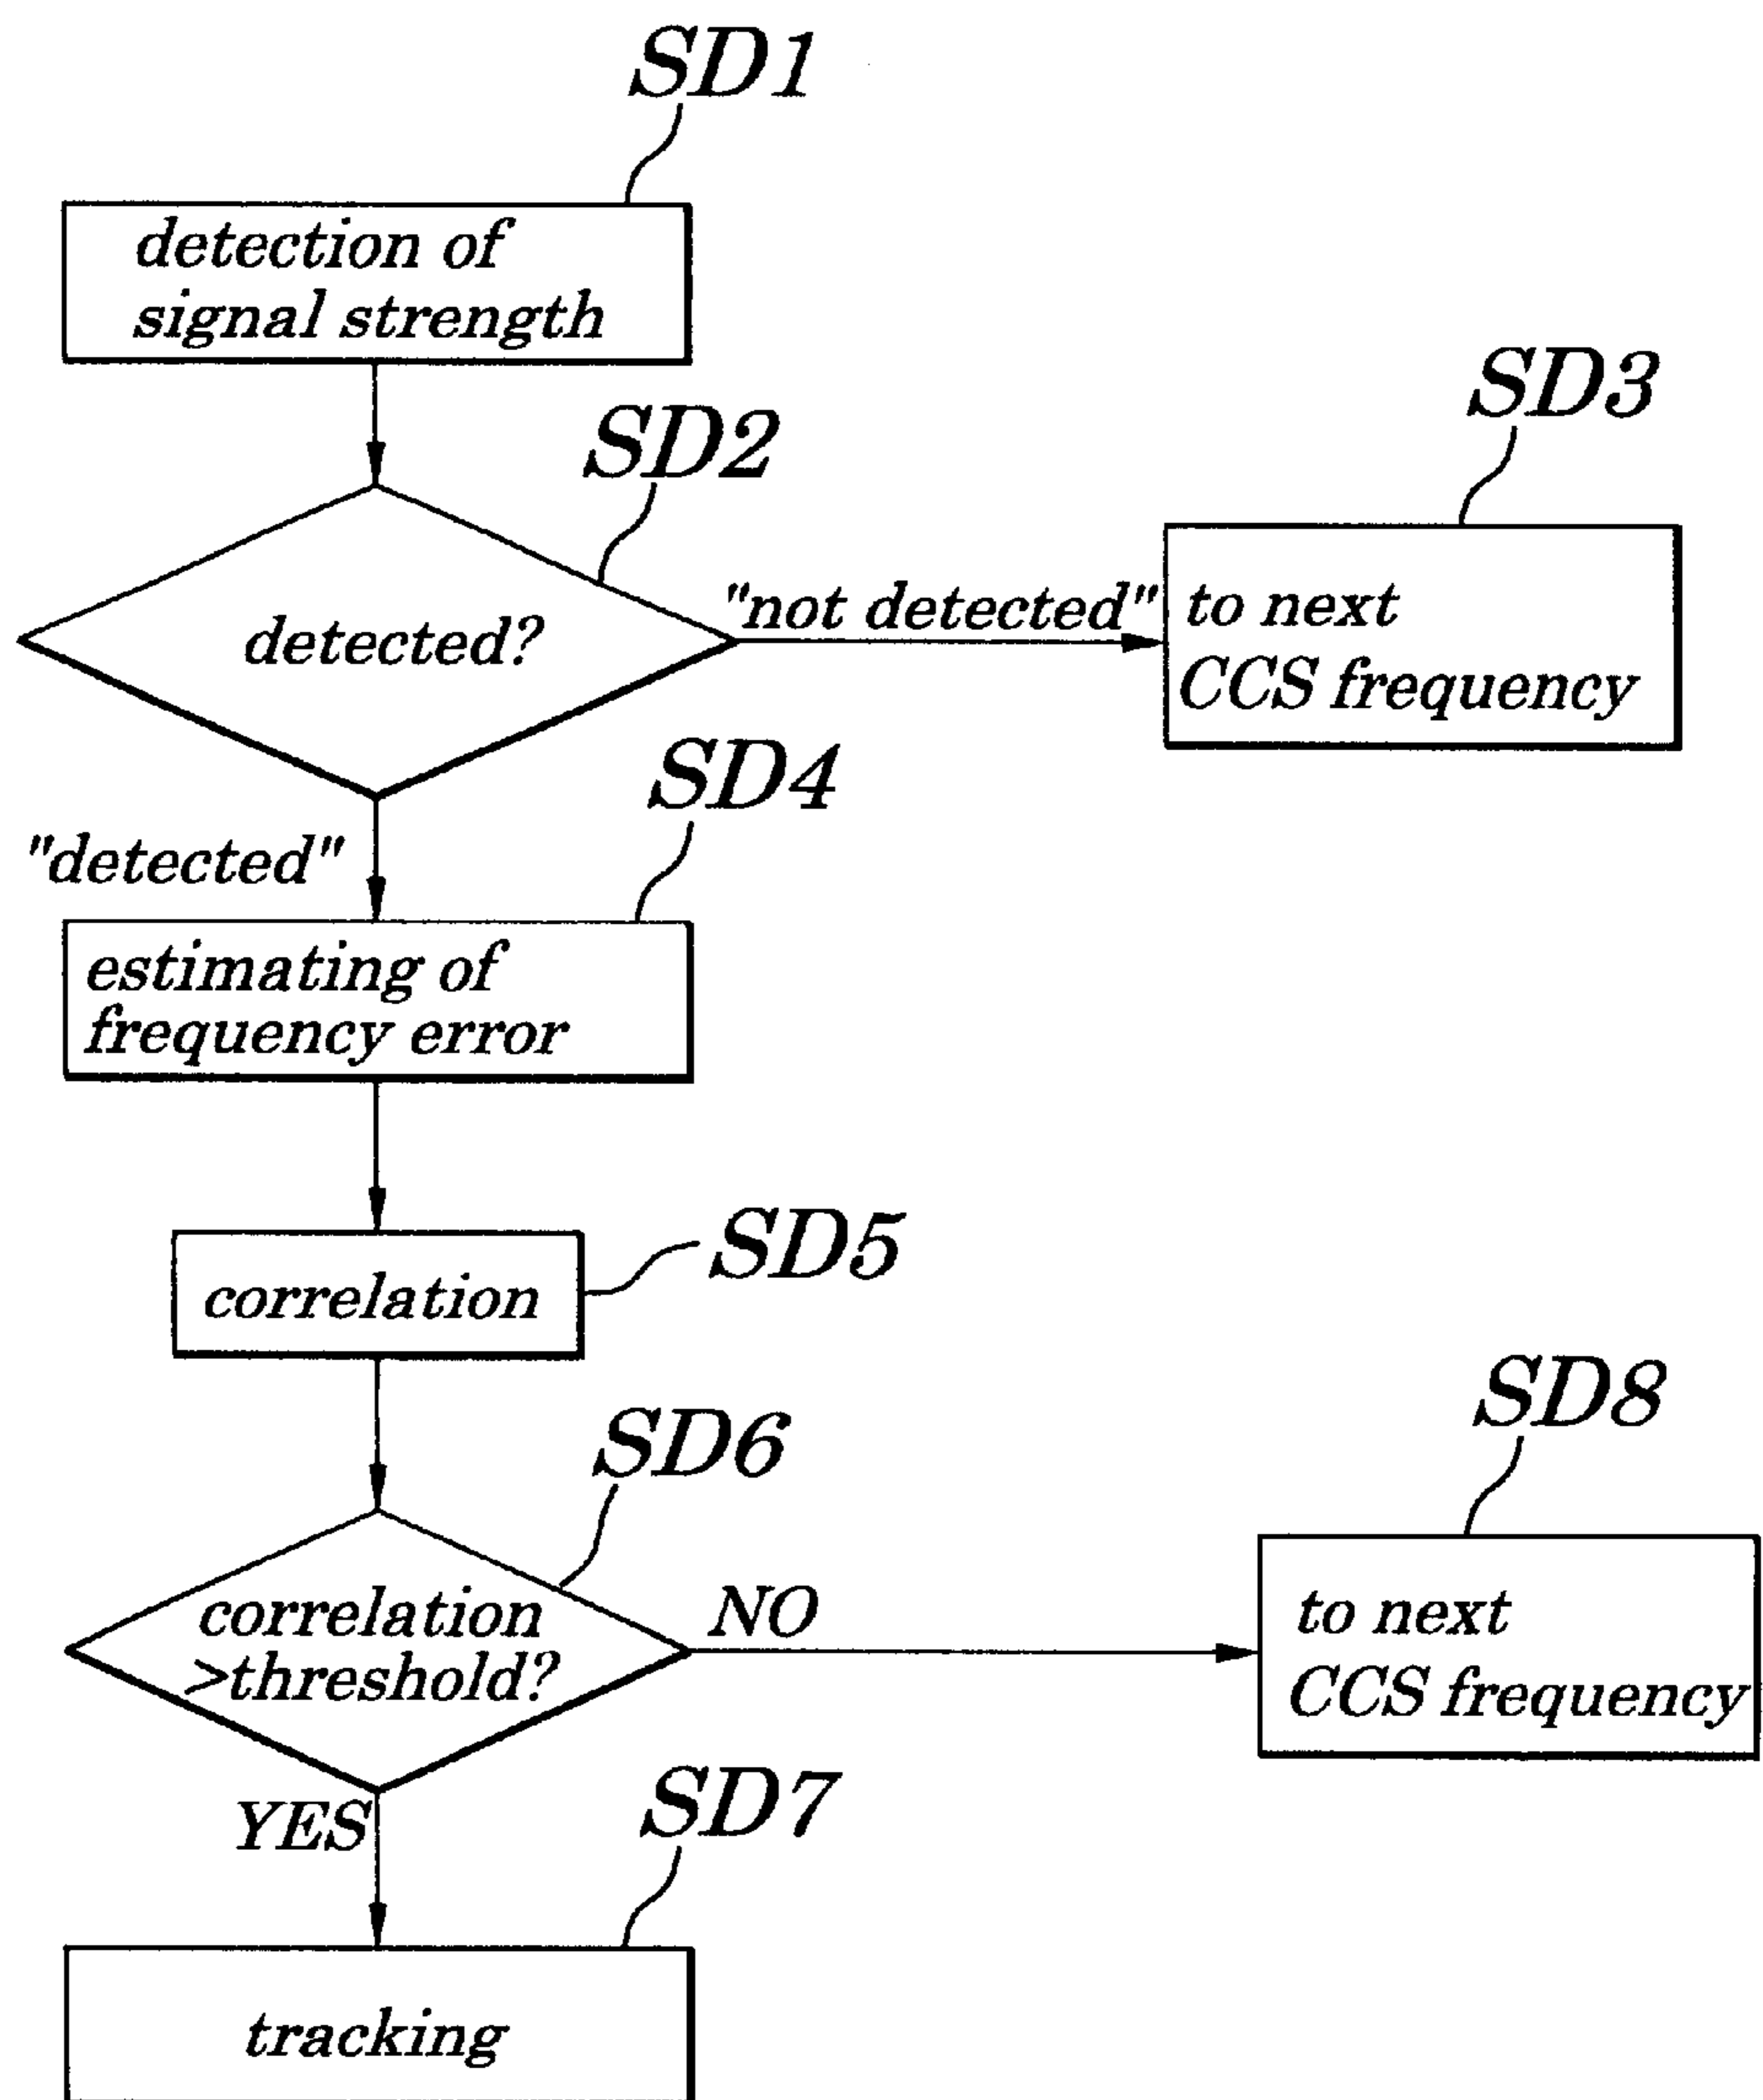 SD1
detection of
signal strength
SD2
detected?
"not detected"
SD3
to next
CCS frequency
"detected"
SD4
estimating of
frequency error
SD5
correlation
SD6
correlation
>threshold?
NO
SD8
to next
CCS frequency
YES
SD7
tracking